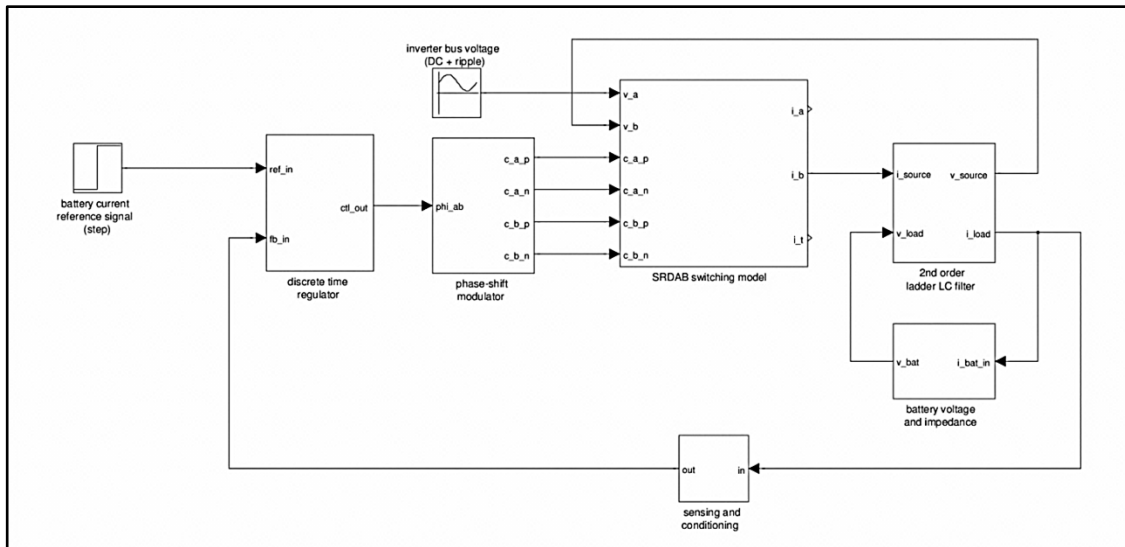 inverter bus voltage
(DC + ripple)
battery current
reference signal
(step)
ref_in
fb_in
ctl_out
discrete time
regulator
phi_ab
c_a_p
c_a_n
c_b_p
c_b_n
phase-shift
modulator
v_a
v_b
c_a_p
c_a_n
c_b_p
c_b_n
i_a
i_b
i_t
SRDAB switching model
i_source
v_source
v_load
i_load
2nd order
ladder LC filter
v_bat
i_bat_in
battery voltage
and impedance
out
in
sensing and
conditioning